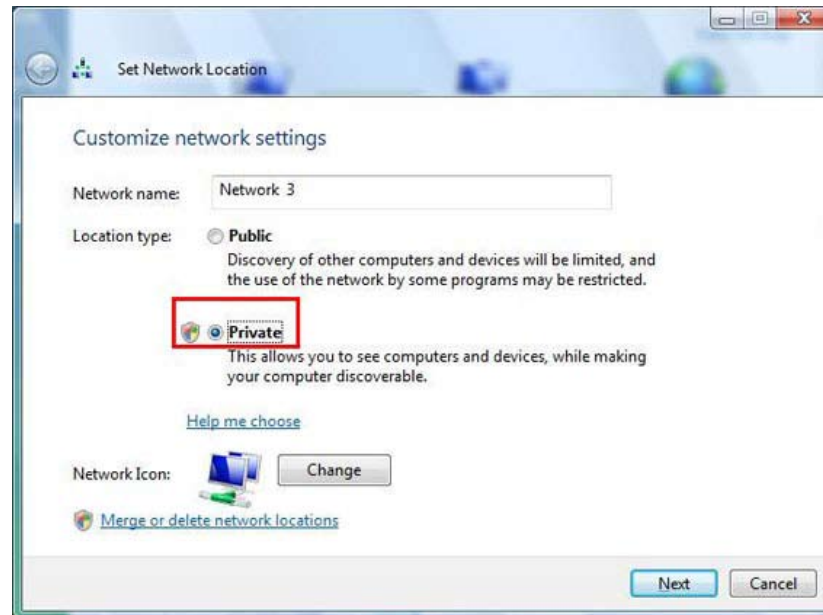 Set Network Location
Customize network settings
Network name: Network 3
Location type: Public
Discovery of other computers and devices will be limited, and
the use of the network by some programs may be restricted.
Private
This allows you to see computers and devices, while making
your computer discoverable.
Help me choose
Network Icon: Change
Merge or delete network locations
Next Cancel